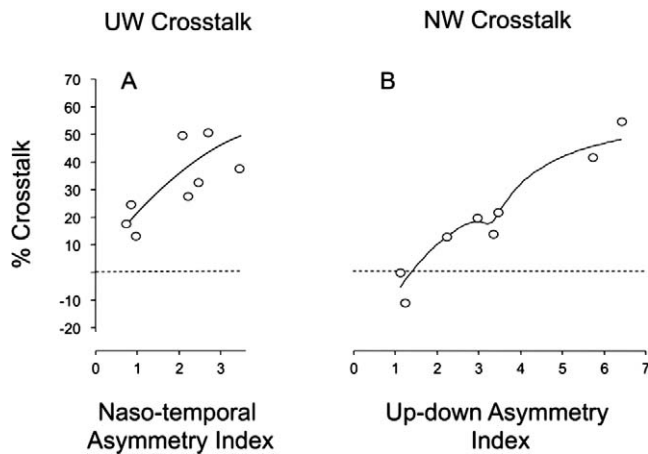 UW Crosstalk
NW Crosstalk
A
B
% Crosstalk
70
60
50
40
30
20
10
0
-10
-20
0 1 2 3
0 1 2 3 4 5 6 7
Naso-temporal
Asymmetry Index
Up-down Asymmetry
Index